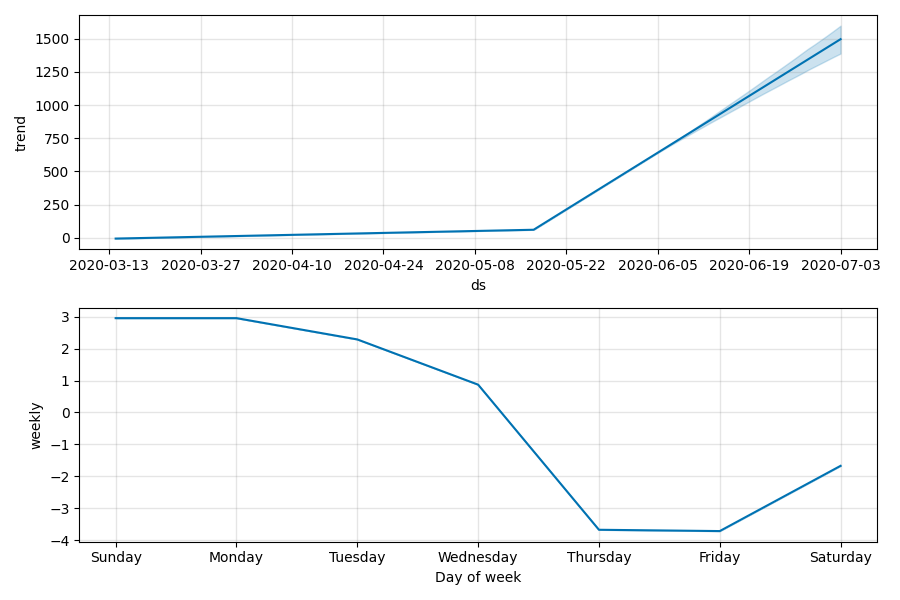 1500
1250
1000
750
500
250
0
trend
2020-03-13 2020-03-27 2020-04-10 2020-04-24 2020-05-08 2020-05-22 2020-06-05 2020-06-19 2020-07-03
ds
3
2
1
0
−1
−2
−3
−4
weekly
Sunday Monday Tuesday Wednesday Thursday Friday Saturday
Day of week